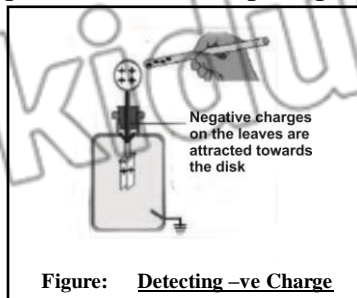 Negative charges
on the leaves are
attracted towards
the disk
Figure: Detecting –ve Charge